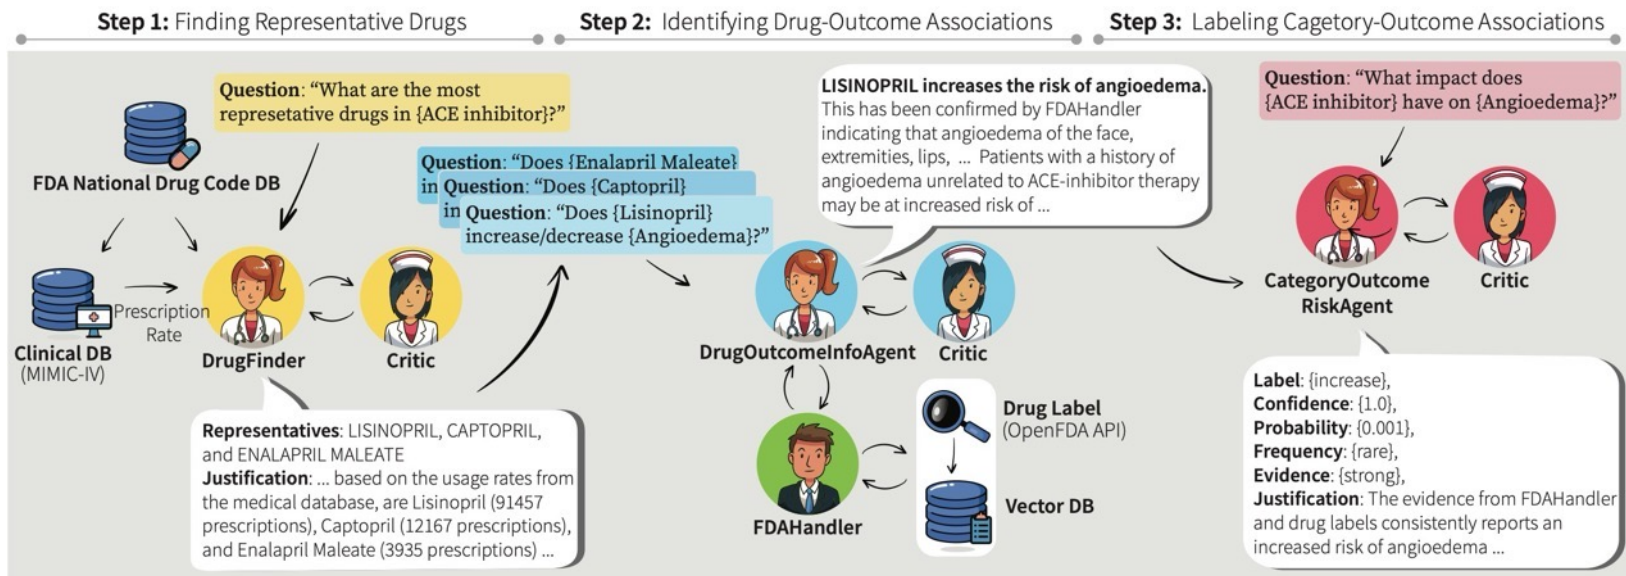 Step 1: Finding Representative Drugs
Step 2: Identifying Drug-Outcome Associations
Step 3: Labeling Cagetory-Outcome Associations
Question: “What are the most
represetative drugs in {ACE inhibitor}?”
FDA National Drug Code DB
Clinical DB
(MIMIC-IV)
Prescription
Rate
DrugFinder
Critic
Representatives: LISINOPRIL, CAPTOPRIL,
and ENALAPRIL MALEATE
Justification: ... based on the usage rates from
the medical database, are Lisinopril (91457
prescriptions), Captopril (12167 prescriptions),
and Enalapril Maleate (3935 prescriptions) ...
Question: “Does {Enalapril Maleate}
in
Question: “Does {Captopril}
in
Question: “Does {Lisinopril}
increase/decrease {Angioedema}?”
LISINOPRIL increases the risk of angioedema.
This has been confirmed by FDAHandler
indicating that angioedema of the face,
extremities, lips, ... Patients with a history of
angioedema unrelated to ACE-inhibitor therapy
may be at increased risk of ...
DrugOutcomeInfoAgent
Critic
FDAHandler
Drug Label
(OpenFDA API)
Vector DB
Question: “What impact does
{ACE inhibitor} have on {Angioedema}?”
CategoryOutcome
RiskAgent
Critic
Label: {increase},
Confidence: {1.0},
Probability: {0.001},
Frequency: {rare},
Evidence: {strong},
Justification: The evidence from FDAHandler
and drug labels consistently reports an
increased risk of angioedema ...